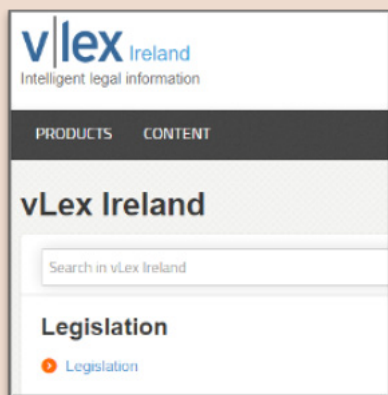 v|lex Ireland
Intelligent legal information
PRODUCTS CONTENT
vLex Ireland
Search in vLex Ireland
Legislation
Legislation